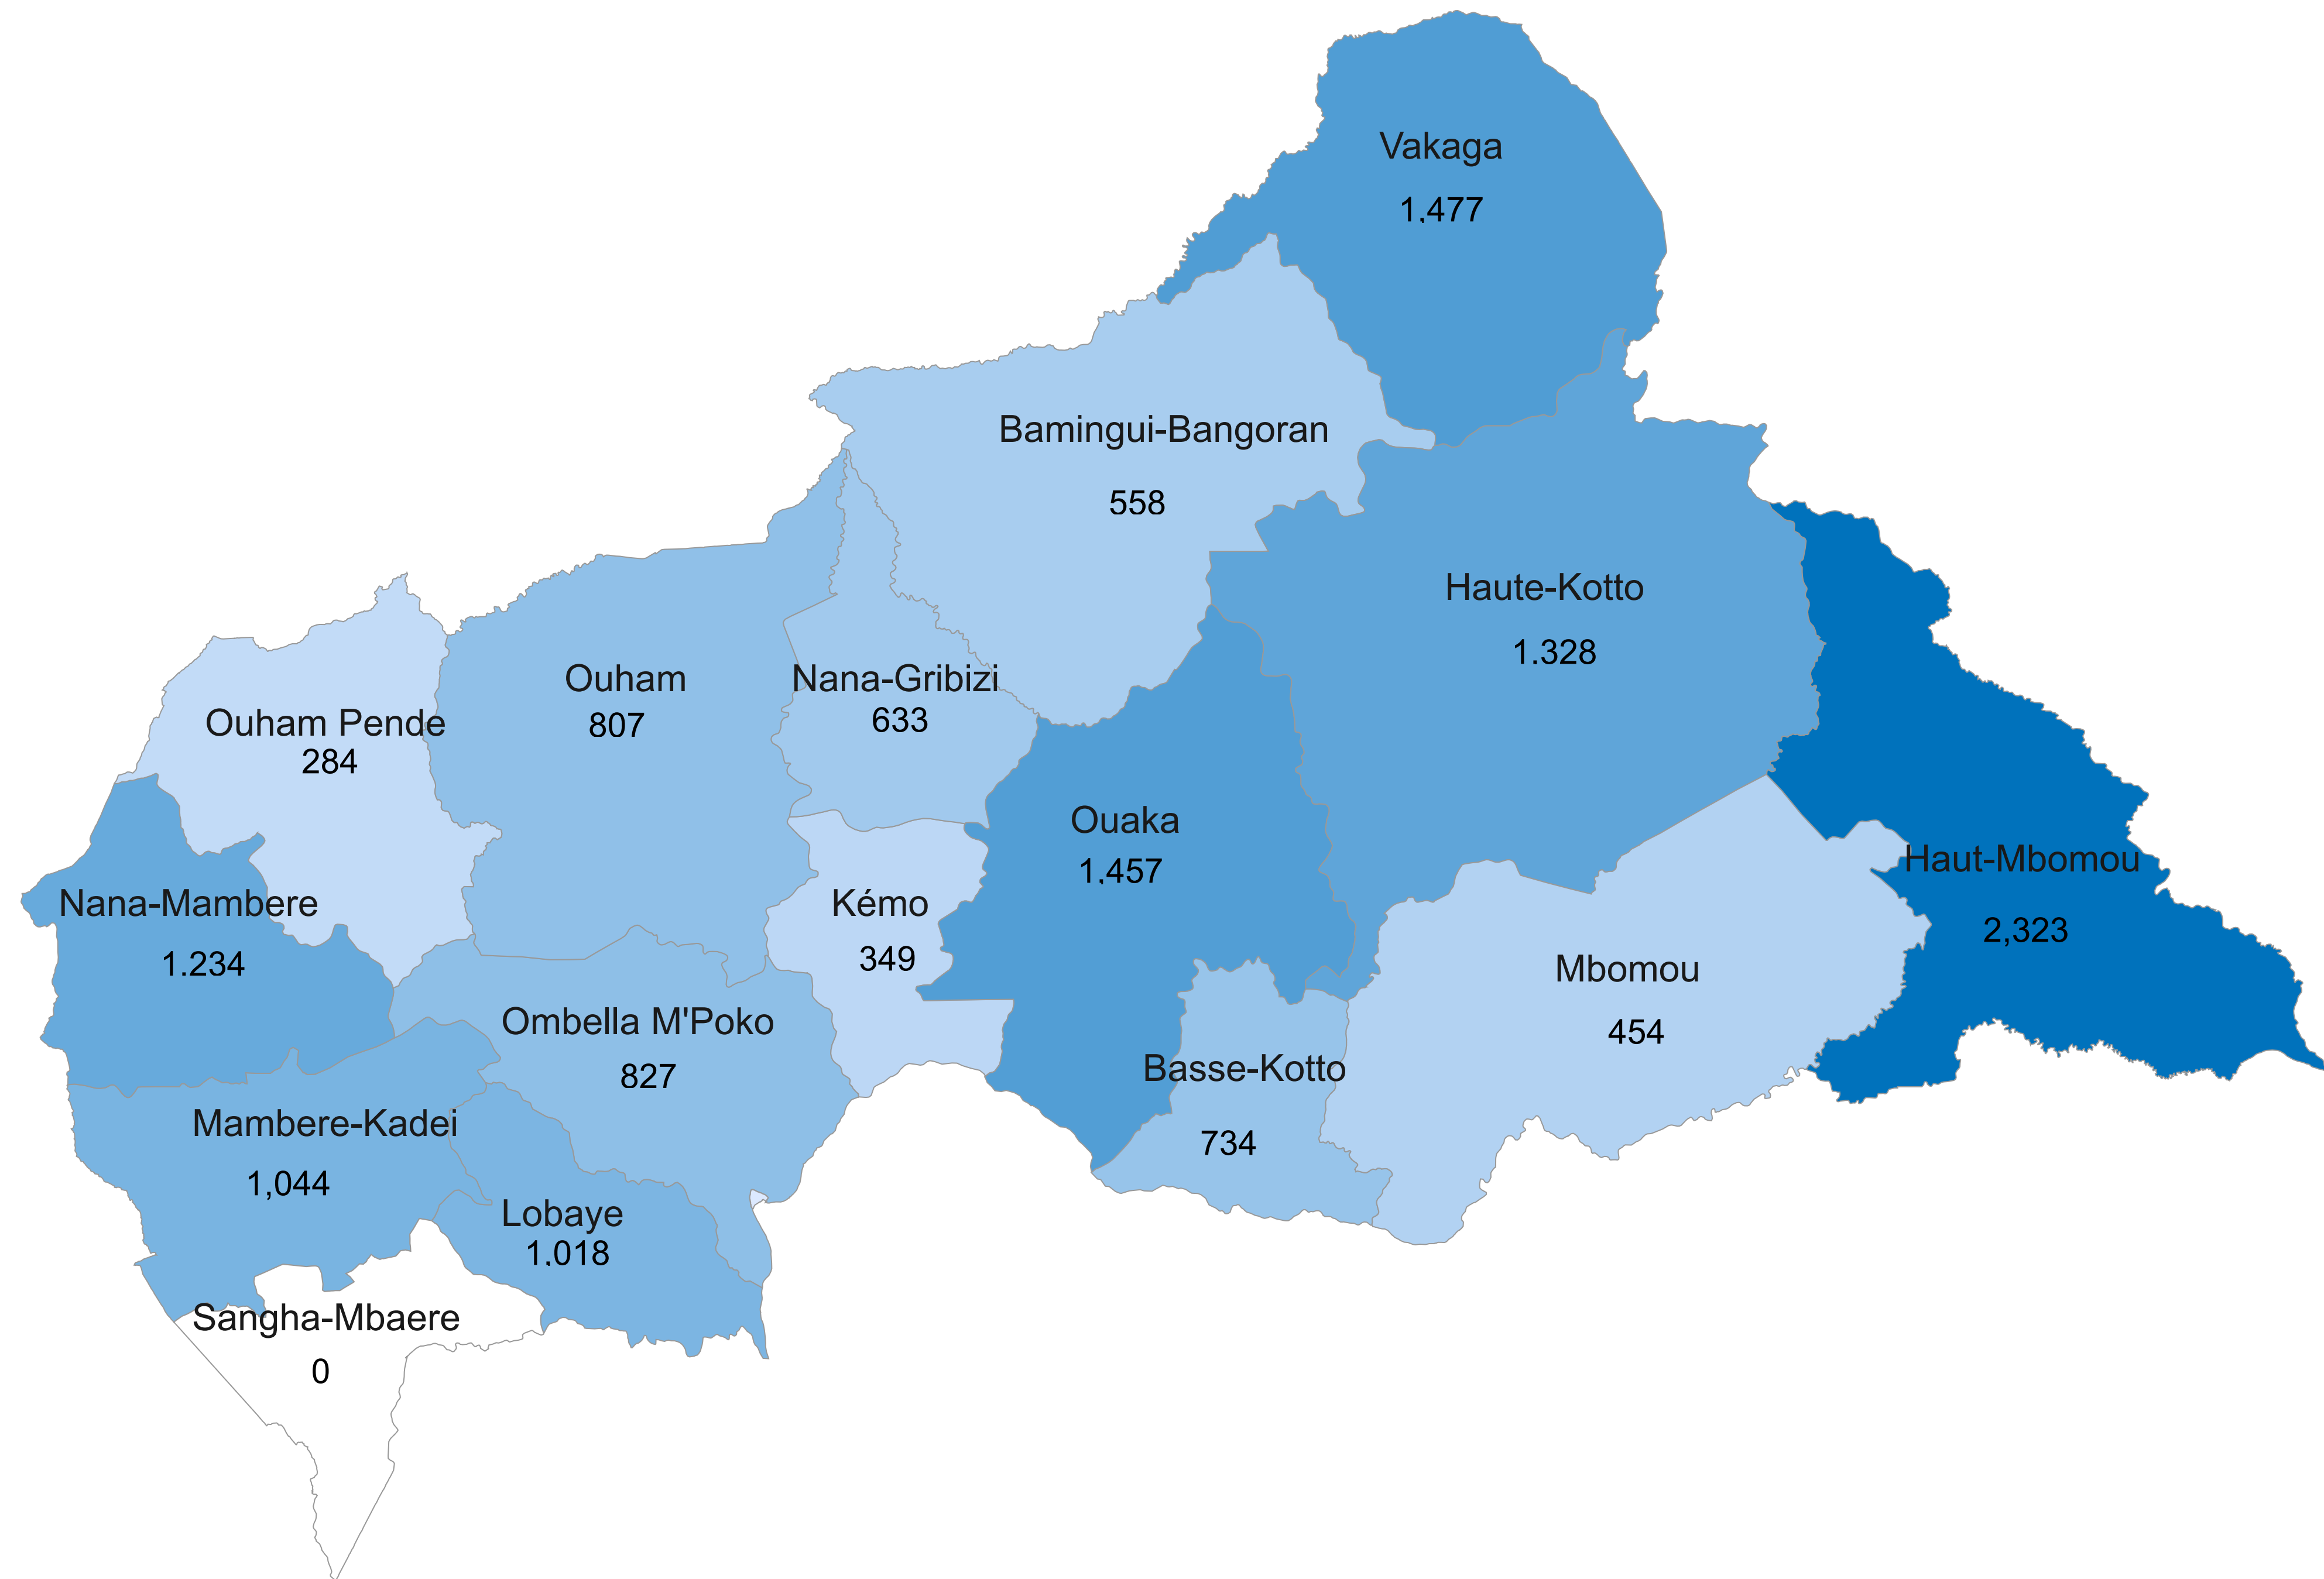 Vakaga
1,477
Bamingui-Bangoran
558
Haute-Kotto
1.328
Ouham
807
Nana-Gribizi
633
Ouham Pende
284
Ouaka
1,457
Haut-Mbomou
2,323
Nana-Mambere
1.234
Kémo
349
Mbomou
454
Ombella M'Poko
827
Basse-Kotto
734
Mambere-Kadei
1,044
Lobaye
1.018
Sangha-Mbaere
0